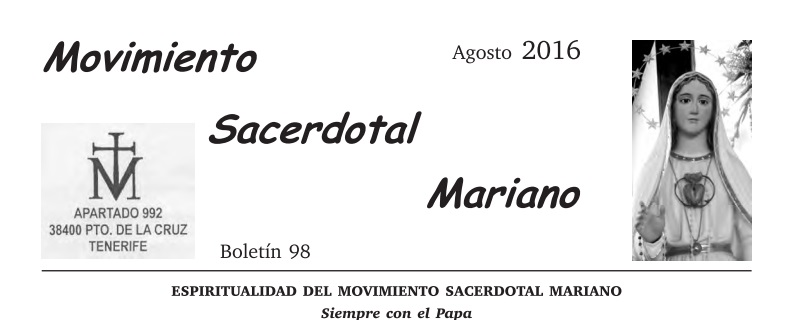 Movimiento
Agosto 2016
Sacerdotal
Mariano
APARTADO 992
38400 PTO. DE LA CRUZ
TENERIFE
Boletín 98
ESPIRITUALIDAD DEL MOVIMIENTO SACERDOTAL MARIANO
Siempre con el Papa